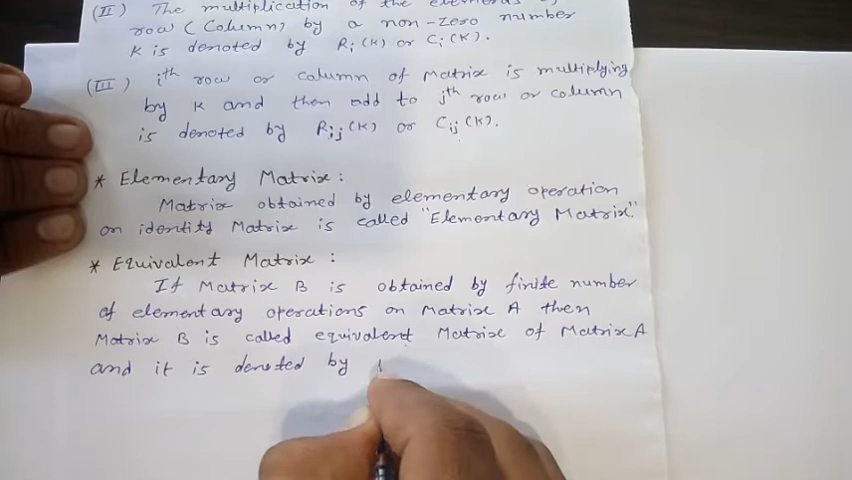 (II) The multiplication of the elements
row (Column) by a non-zero number
K is denoted by Ri(K) or Ci(K).
(III) ith row or column of Matrix is multiplying
by K and then add to jth row or column
is denoted by Rij(K) or Cij(K).
* Elementary Matrix:
Matrix obtained by elementary operation
on identity Matrix is called "Elementary Matrix"
* Equivalent Matrix :
If Matrix B is obtained by finite number
of elementary operations on Matrix A then
Matrix B is called equivalent Matrix of Matrix A
and it is denoted by